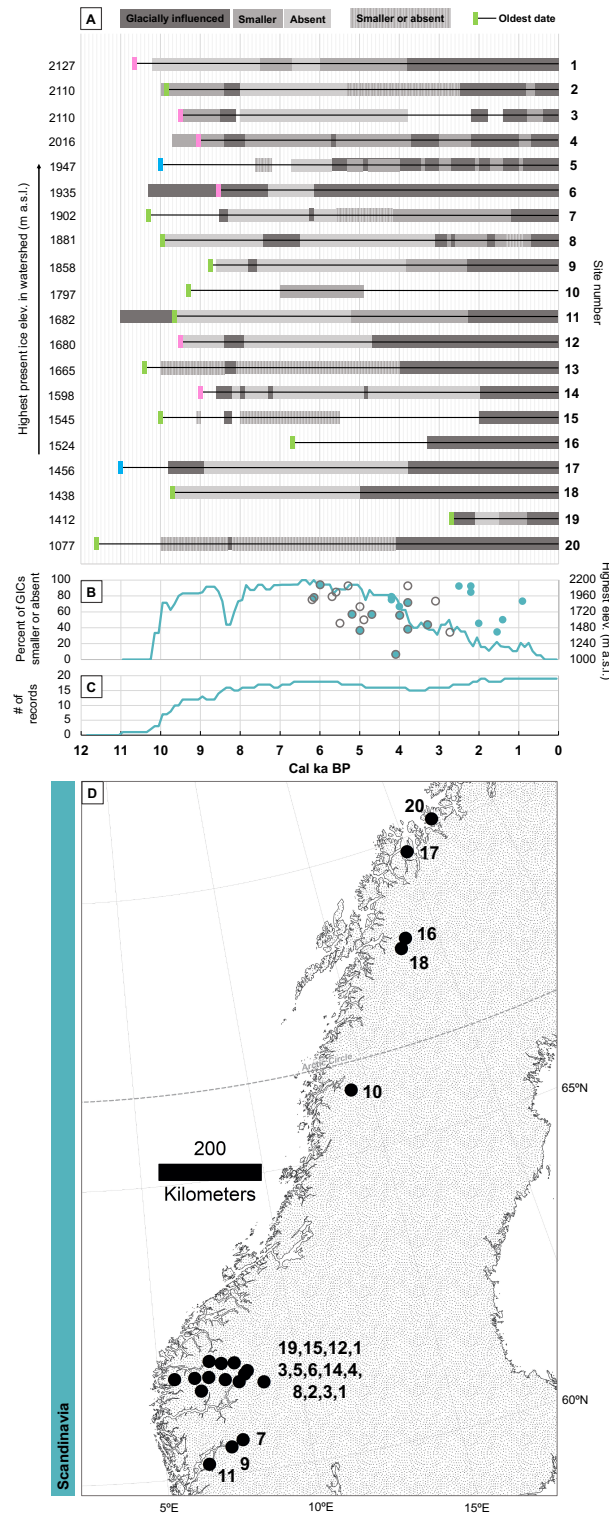 A
Glacially influenced
Smaller
Absent
Smaller or absent
Oldest date
2127 1
2110 2
2110 3
2016 4
1947 5
1935 6
1902 7
1881 8
1858 9
1797 10
1682 11
1680 12
1665 13
1598 14
1545 15
1524 16
1456 17
1438 18
1412 19
1077 20
Highest present ice elev. in watershed (m a.s.l.)
Site number
B
Percent of GICs
smaller or absent
100
80
60
40
20
0
2200
1960
1720
1480
1240
1000
Highest elev. (m a.s.l.)
C
# of
records
20
15
10
5
0
12 11 10 9 8 7 6 5 4 3 2 1 0
Cal ka BP
D
20
17
16
18
Arctic Circle
10
65ºN
200
Kilometers
19,15,12,1
3,5,6,14,4,
8,2,3,1
60ºN
7
9
11
5ºE 10ºE 15ºE
Scandinavia